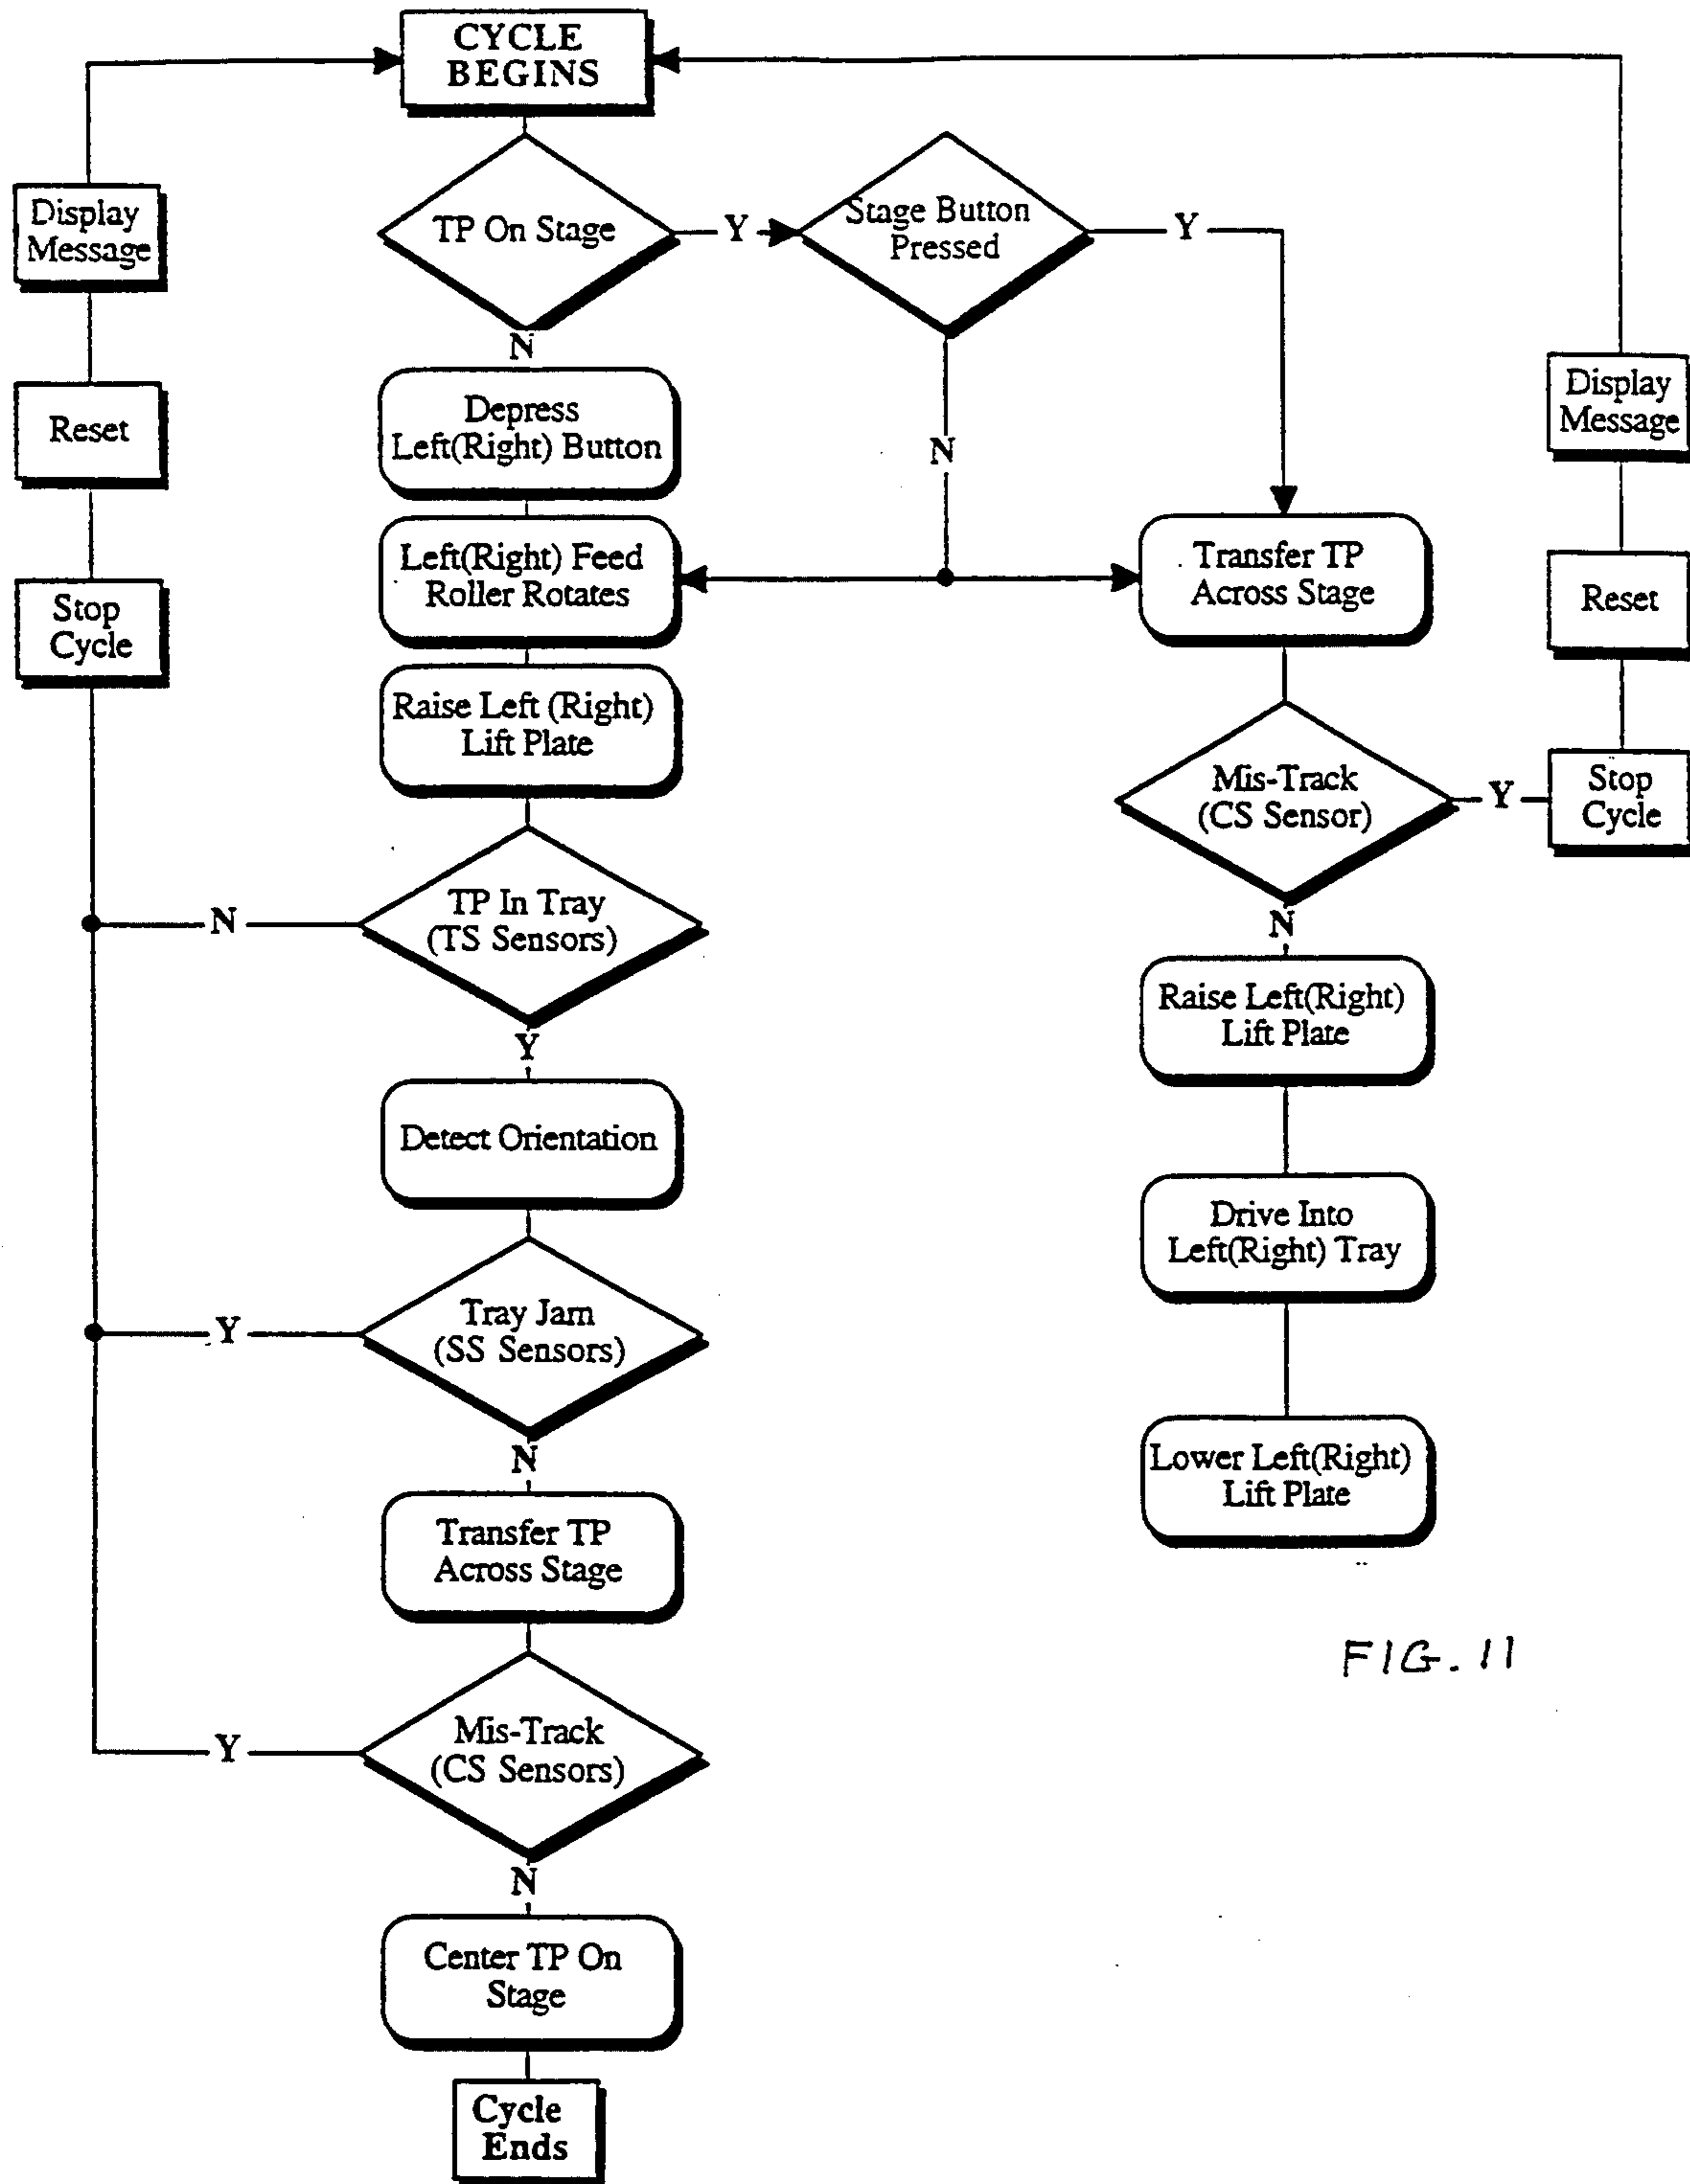 CYCLE
BEGINS
TP On Stage
Y
Stage Button
Pressed
Y
Display
Message
N
Depress
Left(Right) Button
Reset
N
Display
Message
Left(Right) Feed
Roller Rotates
Transfer TP
Across Stage
Reset
Stop
Cycle
Raise Left (Right)
Lift Plate
Mis-Track
(CS Sensor)
Y
Stop
Cycle
TP In Tray
(TS Sensors)
N
Y
N
Raise Left(Right)
Lift Plate
Detect Orientation
Drive Into
Left(Right) Tray
Tray Jam
(SS Sensors)
Y
N
Lower Left(Right)
Lift Plate
Transfer TP
Across Stage
FIG. 11
Mis-Track
(CS Sensors)
Y
N
Center TP On
Stage
Cycle
Ends